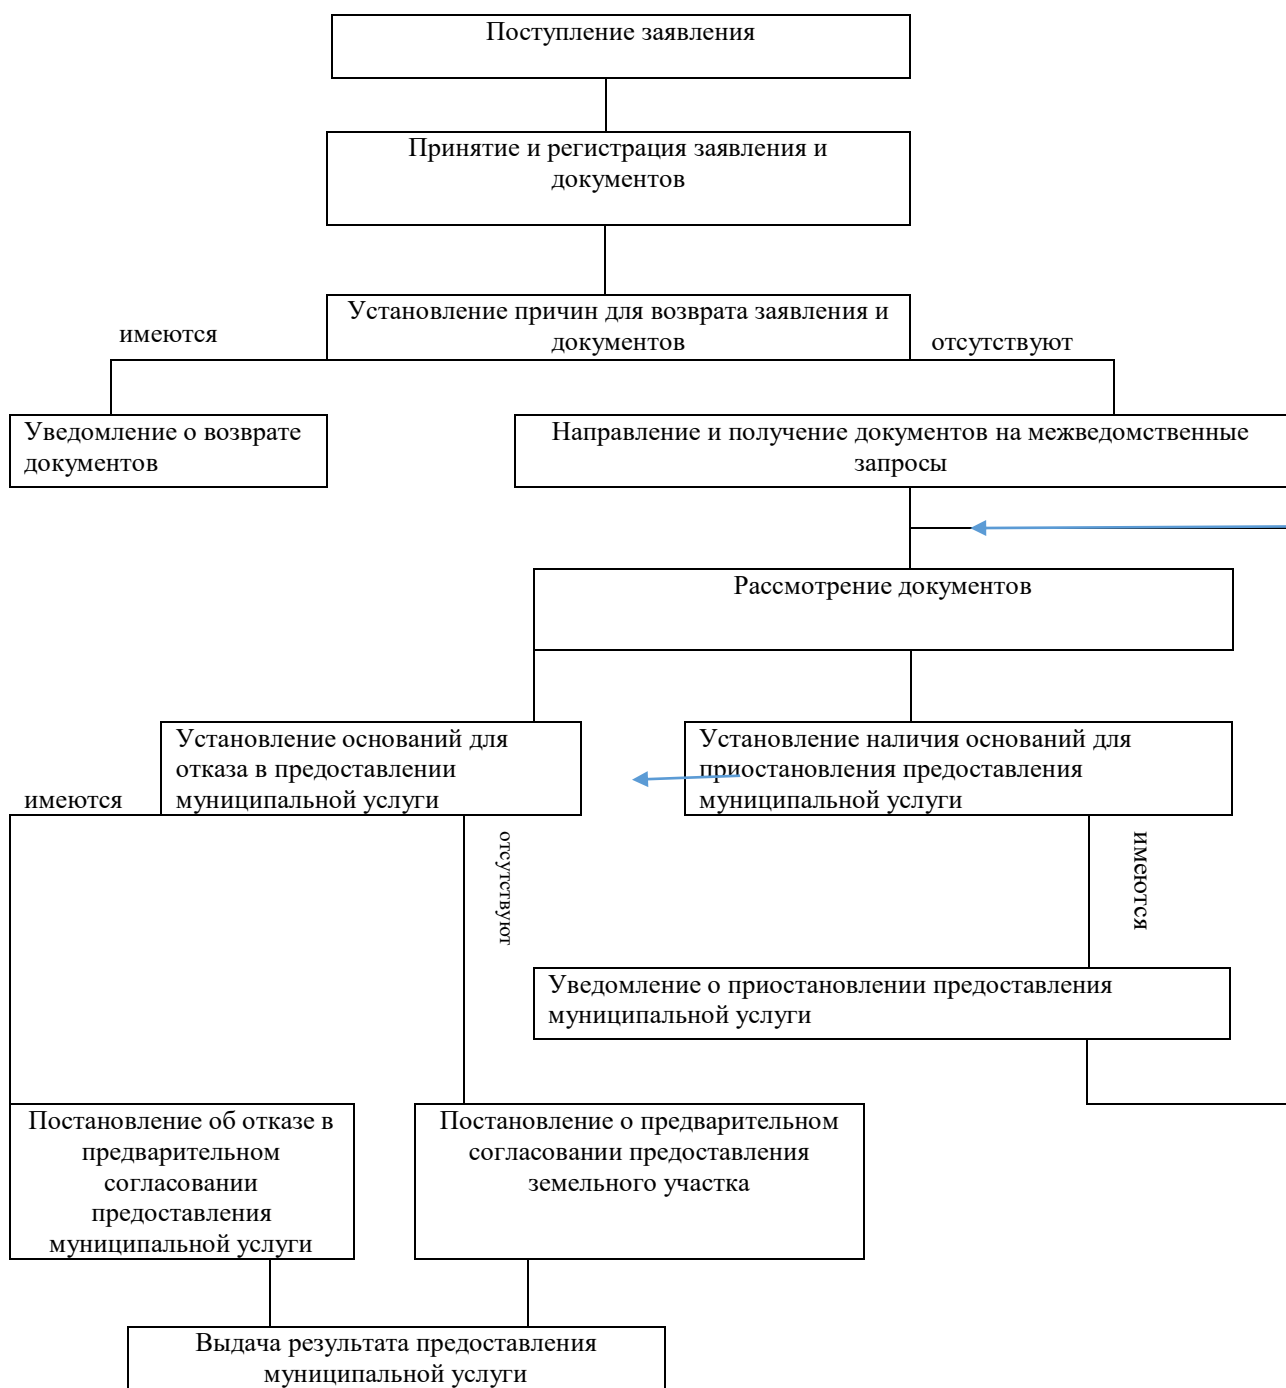 Поступление заявления
Принятие и регистрация заявления и
документов
Установление причин для возврата заявления и
документов
имеются
отсутствуют
Уведомление о возврате
документов
Направление и получение документов на межведомственные
запросы
Рассмотрение документов
Установление оснований для
отказа в предоставлении
муниципальной услуги
Установление наличия оснований для
приостановления предоставления
муниципальной услуги
имеются
отсутствуют
имеются
Уведомление о приостановлении предоставления
муниципальной услуги
Постановление об отказе в
предварительном
согласовании
предоставления
муниципальной услуги
Постановление о предварительном
согласовании предоставления
земельного участка
Выдача результата предоставления
муниципальной услуги